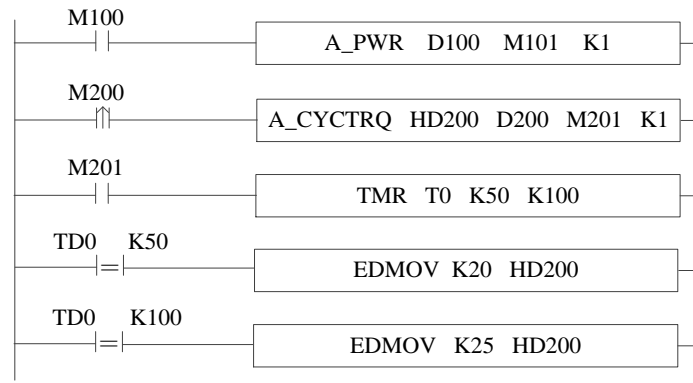 M100
A_PWR D100 M101 K1
M200
A_CYCTRQ HD200 D200 M201 K1
M201
TMR T0 K50 K100
TD0 K50
EDMOV K20 HD200
TD0 K100
EDMOV K25 HD200